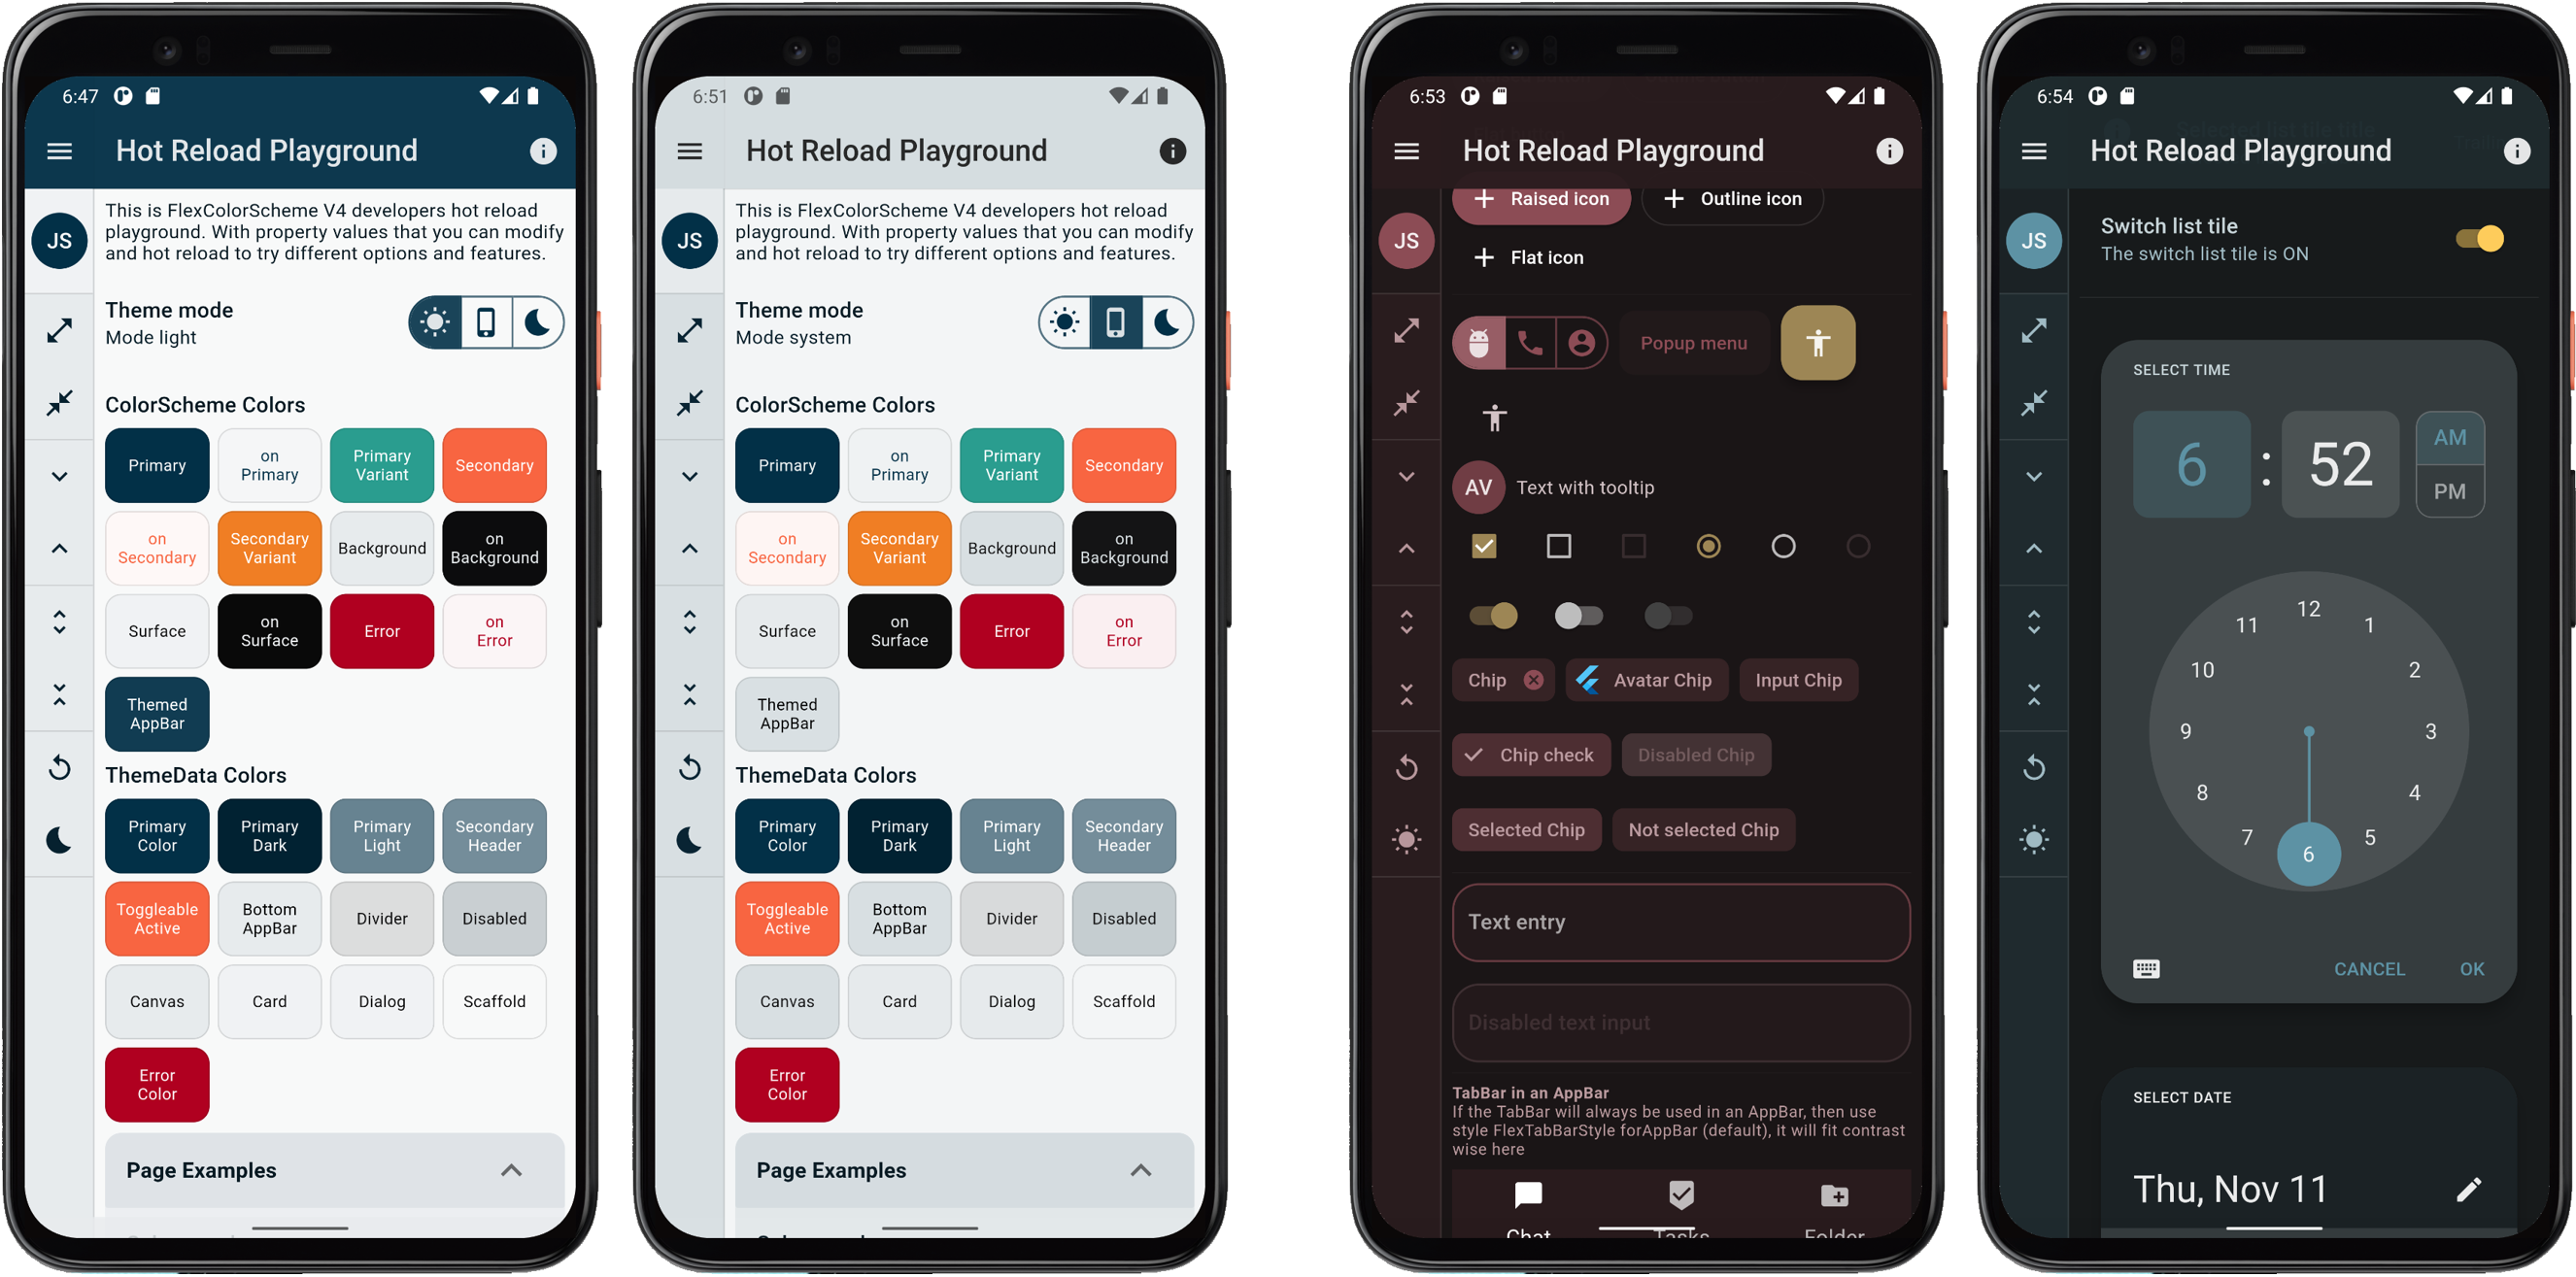 6:47
Hot Reload Playground
JS
This is FlexColorScheme V4 developers hot reload
playground. With property values that you can modify
and hot reload to try different options and features.
Theme mode
Mode light
ColorScheme Colors
Primary
on
Primary
Primary
Variant
Secondary
on
Secondary
Secondary
Variant
Background
on
Background
Surface
on
Surface
Error
on
Error
Themed
AppBar
ThemeData Colors
Primary
Color
Primary
Dark
Primary
Light
Secondary
Header
Toggleable
Active
Bottom
AppBar
Divider
Disabled
Canvas
Card
Dialog
Scaffold
Error
Color
Page Examples
6:51
Hot Reload Playground
JS
This is FlexColorScheme V4 developers hot reload
playground. With property values that you can modify
and hot reload to try different options and features.
Theme mode
Mode system
ColorScheme Colors
Primary
on
Primary
Primary
Variant
Secondary
on
Secondary
Secondary
Variant
Background
on
Background
Surface
on
Surface
Error
on
Error
Themed
AppBar
ThemeData Colors
Primary
Color
Primary
Dark
Primary
Light
Secondary
Header
Toggleable
Active
Bottom
AppBar
Divider
Disabled
Canvas
Card
Dialog
Scaffold
Error
Color
Page Examples
6:53
Hot Reload Playground
JS
Raised icon
Outline icon
Flat icon
Popup menu
AV
Text with tooltip
Chip
Avatar Chip
Input Chip
Chip check
Disabled Chip
Selected Chip
Not selected Chip
Text entry
Disabled text input
TabBar in an AppBar
If the TabBar will always be used in an AppBar, then use
style FlexTabBarStyle forAppBar (default), it will fit contrast
wise here
Chat
Tasks
Folder
6:54
Selected list tile title
Hot Reload Playground
JS
Switch list tile
The switch list tile is ON
SELECT TIME
6
:
52
AM
PM
12
11
1
10
2
9
3
8
4
7
5
6
CANCEL
OK
SELECT DATE
Thu, Nov 11